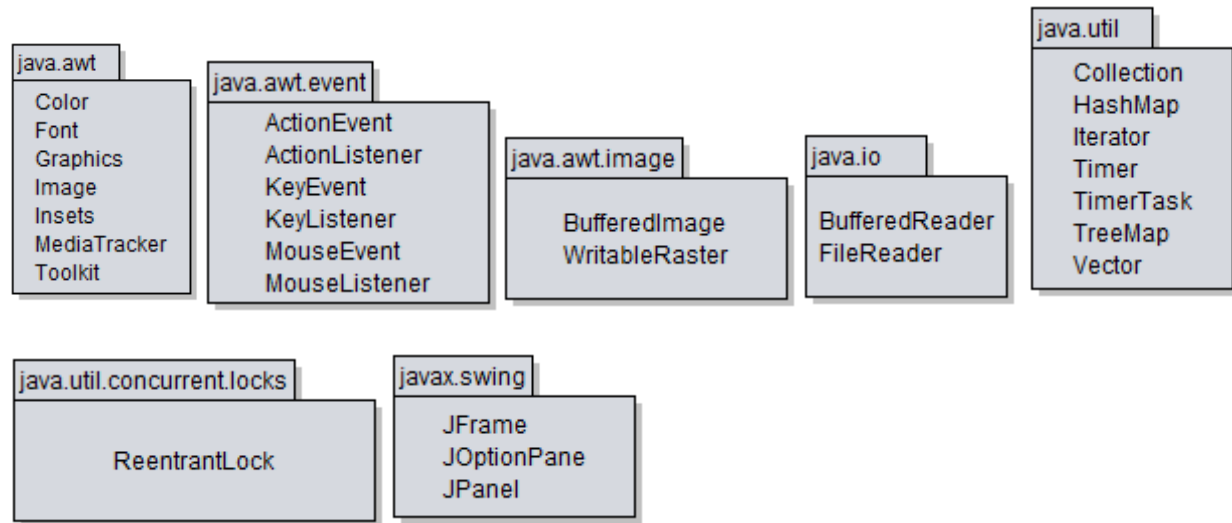 java.awt
Color
Font
Graphics
Image
Insets
MediaTracker
Toolkit
java.awt.event
ActionEvent
ActionListener
KeyEvent
KeyListener
MouseEvent
MouseListener
java.awt.image
BufferedImage
WritableRaster
java.io
BufferedReader
FileReader
java.util
Collection
HashMap
Iterator
Timer
TimerTask
TreeMap
Vector
java.util.concurrent.locks
ReentrantLock
javax.swing
JFrame
JOptionPane
JPanel